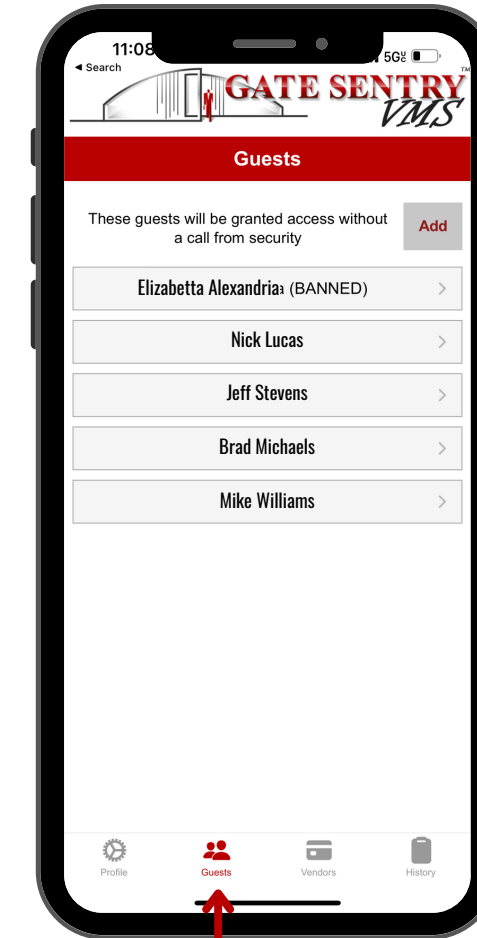 11:08
5G
◄ Search
GATE SENTRY
TM
VMS
Guests
These guests will be granted access without
a call from security
Add
Elizabetta Alexandria (BANNED)
Nick Lucas
Jeff Stevens
Brad Michaels
Mike Williams
Profile
Guests
Vendors
History